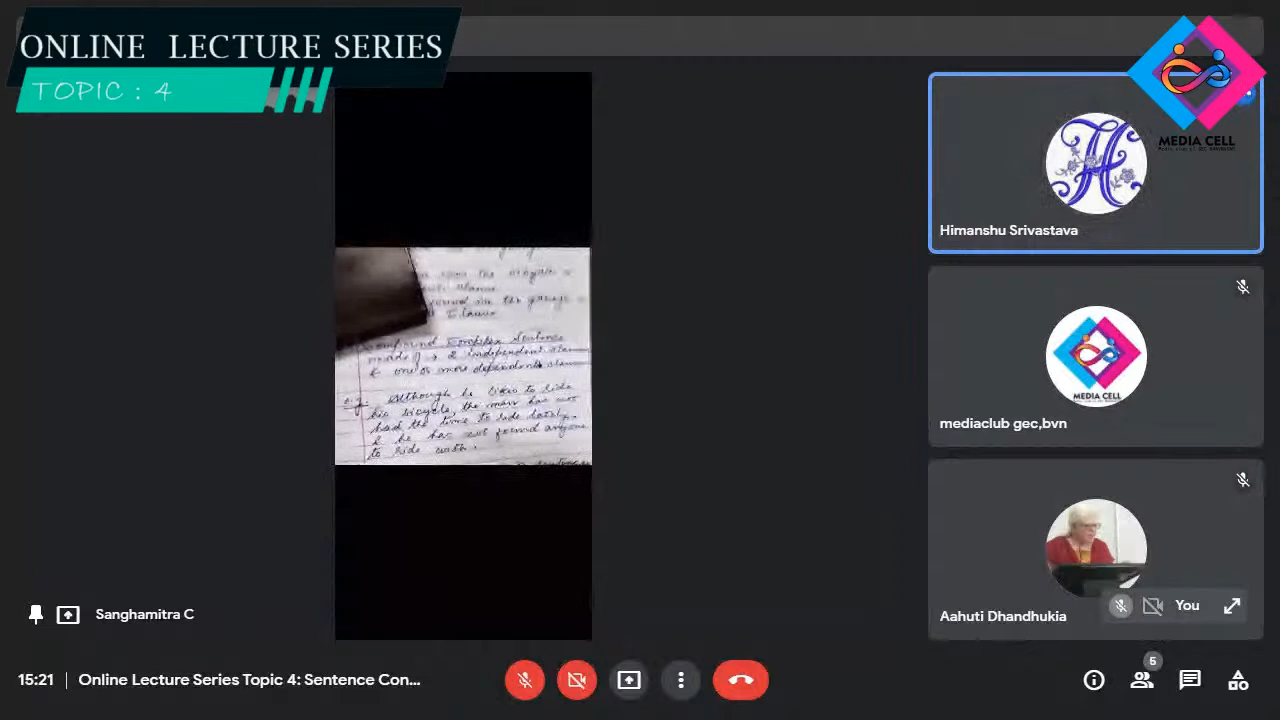 ONLINE LECTURE SERIES
TOPIC : 4
MEDIA CELL
Himanshu Srivastava
the
the garage
Compound Complex Sentence
made of → 2 independent
& one or more dependent
e.g. Although he likes to ride
his bicycle, the man has not
had the time to ride lately,
& he has not found anyone
to ride with.
MEDIA CELL
mediaclub gec,bvn
Aahuti Dhandhukia
You
Sanghamitra C
15:21 | Online Lecture Series Topic 4: Sentence Con...
5